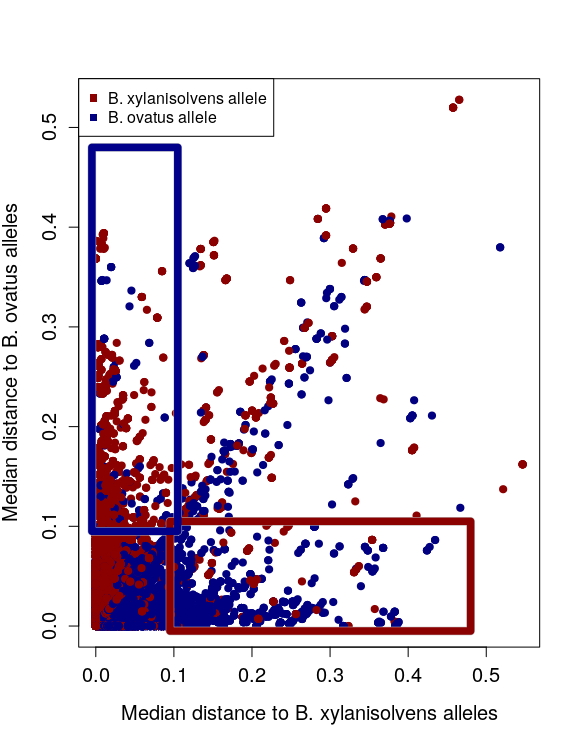 B. xylanisolvens allele
B. ovatus allele
Median distance to B. ovatus alleles
0.5
0.4
0.3
0.2
0.1
0.0
0.0 0.1 0.2 0.3 0.4 0.5
Median distance to B. xylanisolvens alleles